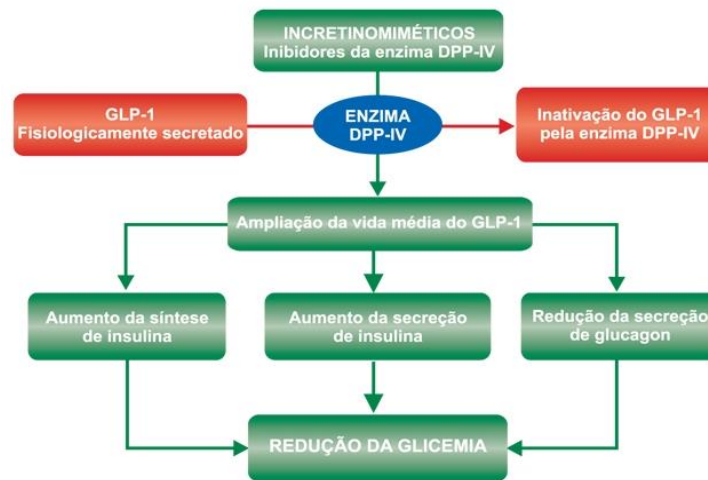 INCRETINOMIMÉTICOS
Inibidores da enzima DPP-IV
GLP-1
Fisiologicamente secretado
ENZIMA
DPP-IV
Inativação do GLP-1
pela enzima DPP-IV
Ampliação da vida média do GLP-1
Aumento da síntese
de insulina
Aumento da secreção
de insulina
Redução da secreção
de glucagon
REDUÇÃO DA GLICEMIA